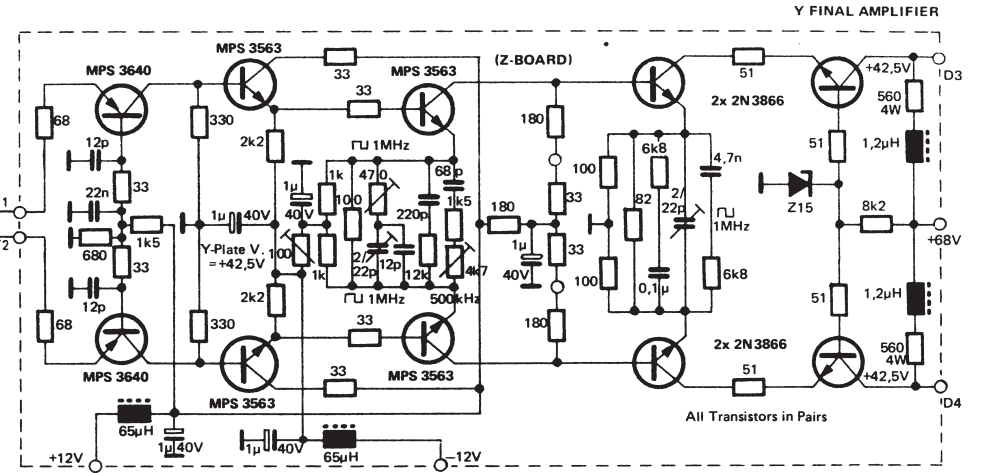 Y FINAL AMPLIFIER
MPS 3563
(Z-BOARD)
MPS 3640
33
MPS 3563
51
+42,5V
D3
2x 2N3866
560
4W
68
330
33
180
51
1,2µH
12p
2k2
1MHz
6k8
4,7n
22n
33
1µ
40V
1k
100
470
68p
1k5
220p
100
33
82
2/
22p
1MHz
Z15
8k2
+68V
1
2
1k5
1µ
40V
Y-Plate V.
=+42,5V
100
1k
2/
22p
12p
12k
4k7
180
1µ
40V
33
680
33
12p
2k2
1MHz
500kHz
100
0,1µ
6k8
51
1,2µH
68
330
33
180
2x 2N3866
560
4W
MPS 3640
MPS 3563
33
MPS 3563
51
+42,5V
D4
All Transistors in Pairs
65µH
1µ
40V
1µ
40V
65µH
+12V
-12V